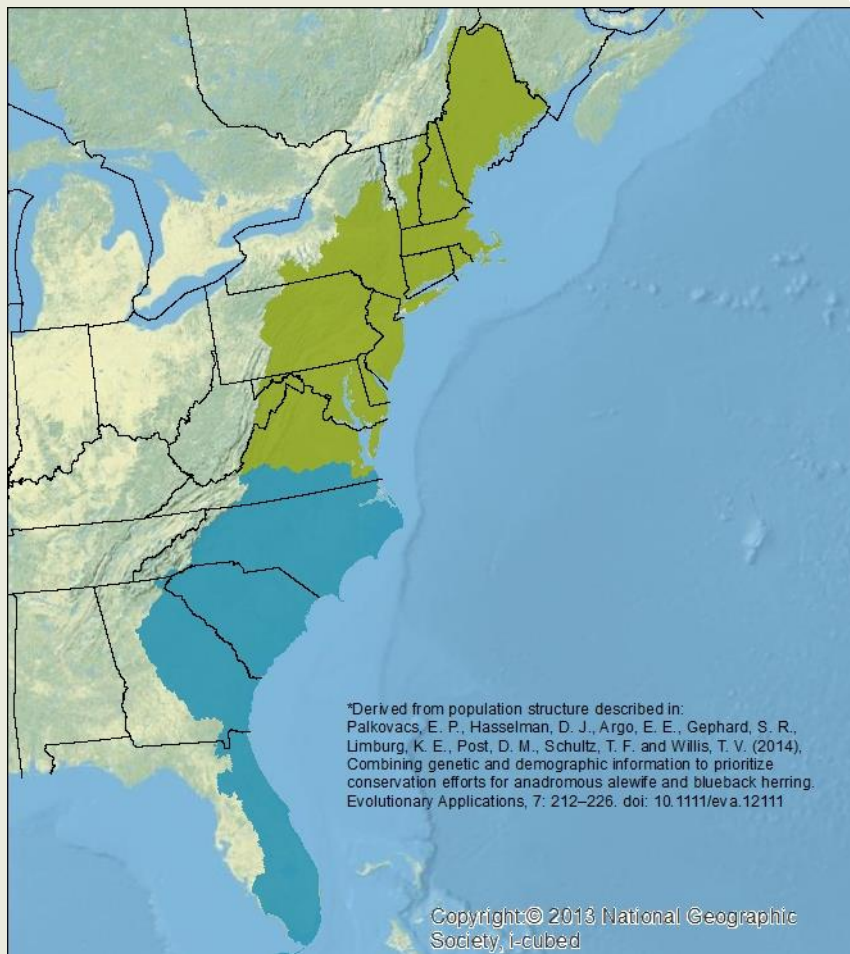 *Derived from population structure described in:
Palkovacs, E. P., Hasselman, D. J., Argo, E. E., Gephard, S. R.,
Limburg, K. E., Post, D. M., Schultz, T. F. and Willis, T. V. (2014),
Combining genetic and demographic information to prioritize
conservation efforts for anadromous alewife and blueback herring.
Evolutionary Applications, 7: 212–226. doi: 10.1111/eva.12111
Copyright:© 2013 National Geographic
Society, i-cubed